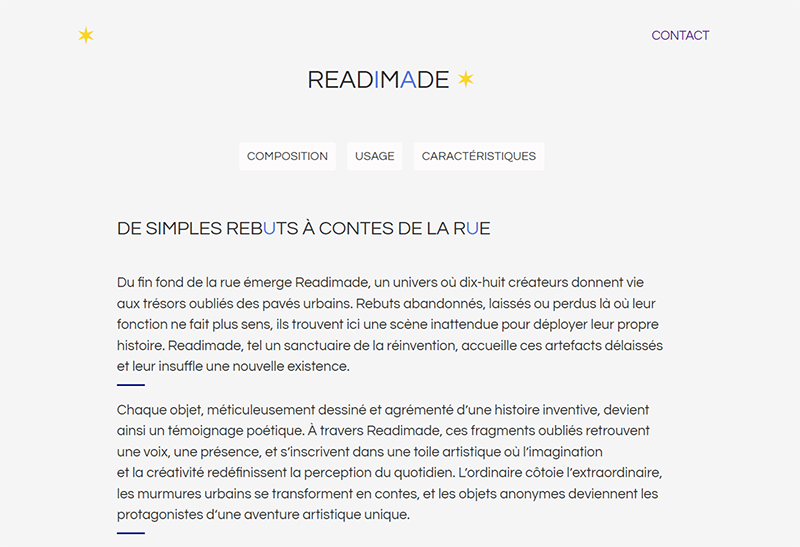 CONTACT
READIMADE
COMPOSITION USAGE CARACTÉRISTIQUES
DE SIMPLES REBUTS À CONTES DE LA RUE
Du fin fond de la rue émerge Readimade, un univers où dix-huit créateurs donnent vie
aux trésors oubliés des pavés urbains. Rebuts abandonnés, laissés ou perdus là où leur
fonction ne fait plus sens, ils trouvent ici une scène inattendue pour déployer leur propre
histoire. Readimade, tel un sanctuaire de la réinvention, accueille ces artefacts délaissés
et leur insuffle une nouvelle existence.
Chaque objet, méticuleusement dessiné et agrémenté d’une histoire inventive, devient
ainsi un témoignage poétique. À travers Readimade, ces fragments oubliés retrouvent
une voix, une présence, et s’inscrivent dans une toile artistique où l’imagination
et la créativité redéfinissent la perception du quotidien. L’ordinaire côtoie l’extraordinaire,
les murmures urbains se transforment en contes, et les objets anonymes deviennent les
protagonistes d’une aventure artistique unique.